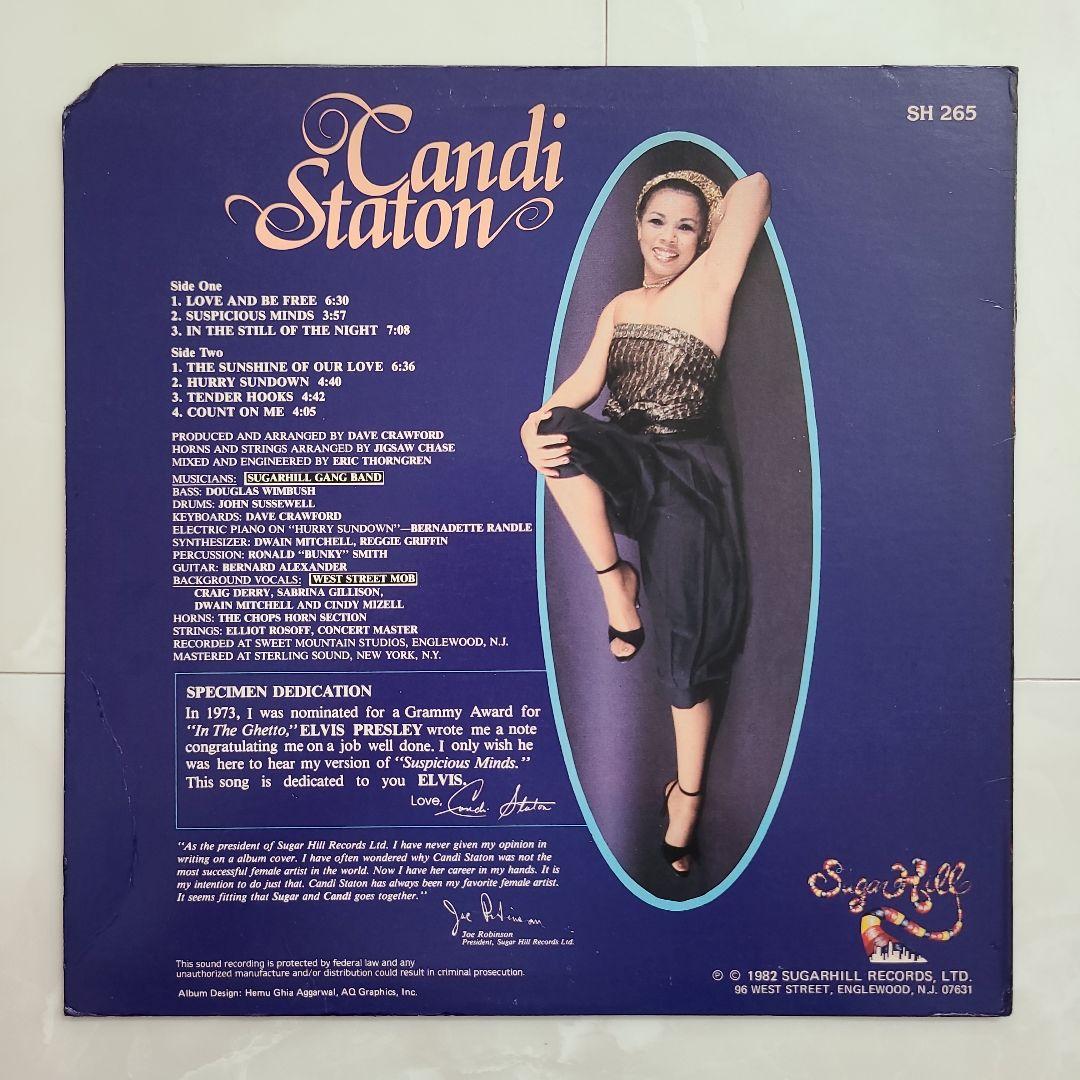 Candi
Staton
SH 265
Side One
1. LOVE AND BE FREE 6:30
2. SUSPICIOUS MINDS 3:57
3. IN THE STILL OF THE NIGHT 7:08
Side Two
1. THE SUNSHINE OF OUR LOVE 6:36
2. HURRY SUNDOWN 4:40
3. TENDER HOOKS 4:42
4. COUNT ON ME 4:05
PRODUCED AND ARRANGED BY DAVE CRAWFORD
HORNS AND STRINGS ARRANGED BY JIGSAW CHASE
MIXED AND ENGINEERED BY ERIC THORNGREN
MUSICIANS: SUGARHILL GANG BAND
BASS: DOUGLAS WIMBUSH
DRUMS: JOHN SUSSEWELL
KEYBOARDS: DAVE CRAWFORD
ELECTRIC PIANO ON “HURRY SUNDOWN”—BERNADETTE RANDLE
SYNTHESIZER: DWAIN MITCHELL, REGGIE GRIFFIN
PERCUSSION: RONALD “BUNKY” SMITH
GUITAR: BERNARD ALEXANDER
BACKGROUND VOCALS: WEST STREET MOB
CRAIG DERRY, SABRINA GILLISON,
DWAIN MITCHELL AND CINDY MIZELL
HORNS: THE CHOPS HORN SECTION
STRINGS: ELLIOT ROSOFF, CONCERT MASTER
RECORDED AT SWEET MOUNTAIN STUDIOS, ENGLEWOOD, N.J.
MASTERED AT STERLING SOUND, NEW YORK, N.Y.
SPECIMEN DEDICATION
In 1973, I was nominated for a Grammy Award for
“In The Ghetto,” ELVIS PRESLEY wrote me a note
congratulating me on a job well done. I only wish he
was here to hear my version of “Suspicious Minds.”
This song is dedicated to you ELVIS.
Love, Candi Staton
“As the president of Sugar Hill Records Ltd. I have never given my opinion in
writing on a album cover. I have often wondered why Candi Staton was not the
most successful female artist in the world. Now I have her career in my hands. It is
my intention to do just that. Candi Staton has always been my favorite female artist.
It seems fitting that Sugar and Candi goes together.”
Joe Robinson
Joe Robinson
President, Sugar Hill Records Ltd.
Sugar Hill
This sound recording is protected by federal law and any
unauthorized manufacture and/or distribution could result in criminal prosecution.
Album Design: Hemu Ghia Aggarwal, AQ Graphics, Inc.
℗ © 1982 SUGARHILL RECORDS, LTD.
96 WEST STREET, ENGLEWOOD, N.J. 07631